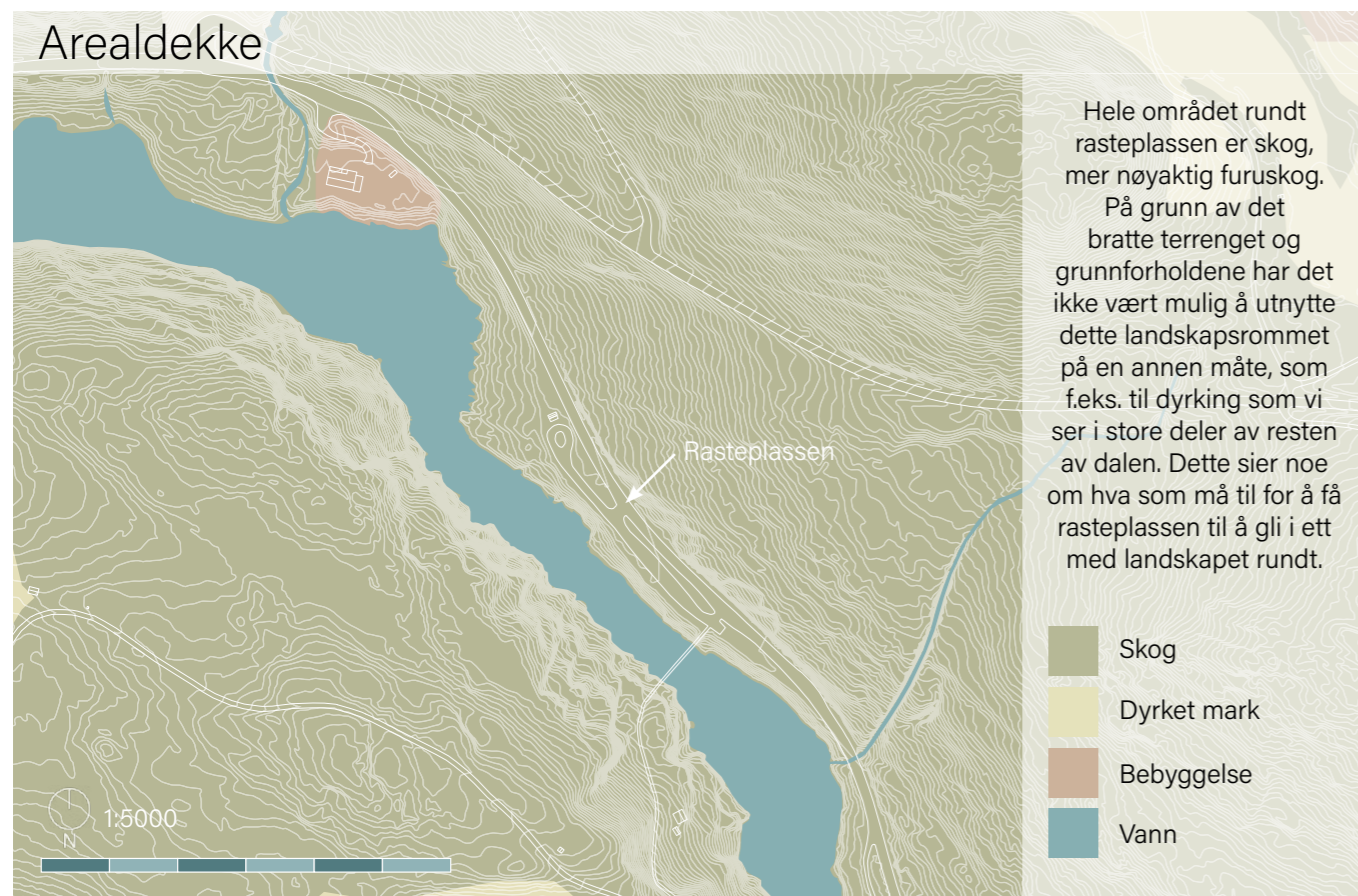 Arealdekke
Hele området rundt
rasteplassen er skog,
mer nøyaktig furuskog.
På grunn av det
bratte terrenget og
grunnforholdene har det
ikke vært mulig å utnytte
dette landskapsrommet
på en annen måte, som
f.eks. til dyrking som vi
ser i store deler av resten
av dalen. Dette sier noe
om hva som må til for å få
rasteplassen til å gli i ett
med landskapet rundt.
Rasteplassen
Skog
Dyrket mark
Bebyggelse
Vann
1:5000
N